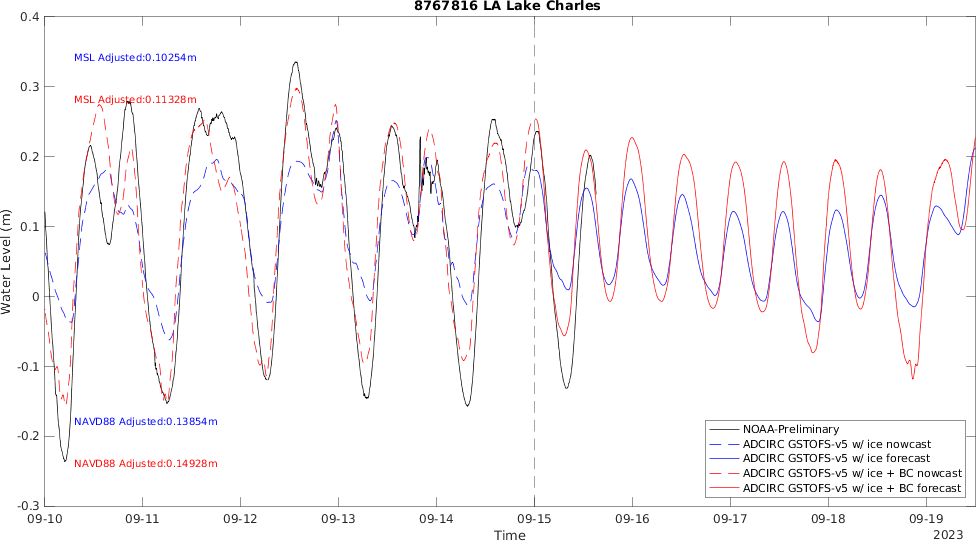 8767816 LA Lake Charles
0.4
0.3
0.2
0.1
0
-0.1
-0.2
-0.3
Water Level (m)
MSL Adjusted:0.10254m
MSL Adjusted:0.11328m
NAVD88 Adjusted:0.13854m
NAVD88 Adjusted:0.14928m
NOAA-Preliminary
ADCIRC GSTOFS-v5 w/ ice nowcast
ADCIRC GSTOFS-v5 w/ ice forecast
ADCIRC GSTOFS-v5 w/ ice + BC nowcast
ADCIRC GSTOFS-v5 w/ ice + BC forecast
09-10 09-11 09-12 09-13 09-14 09-15 09-16 09-17 09-18 09-19
Time
2023